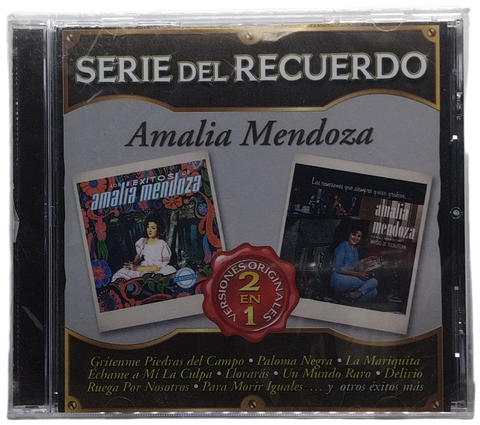 SERIE DEL RECUERDO
Amalia Mendoza
LOS EXITOS DE
amalia mendoza
Las canciones que siempre quise grabar...
amalia
mendoza
VERSIONES ORIGINALES
2
EN
1
Grítenme Piedras del Campo • Paloma Negra • La Mariquita
Échame a Mí La Culpa • Llorarás • Un Mundo Raro • Delirio
Ruega Por Nosotros • Para Morir Iguales ... y otros éxitos más